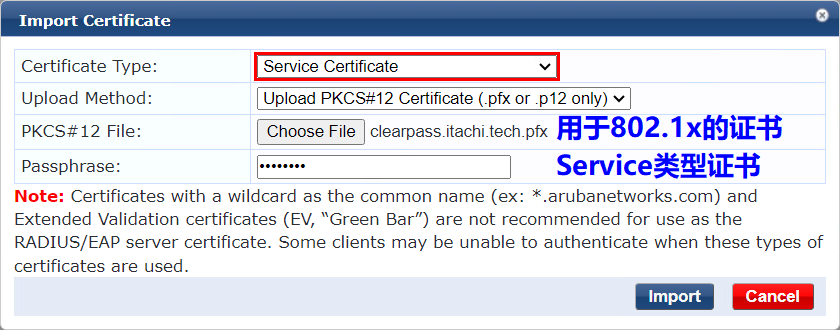 Import Certificate
Certificate Type: Service Certificate
Upload Method: Upload PKCS#12 Certificate (.pfx or .p12 only)
PKCS#12 File: Choose File clearpass.itachi.tech.pfx 用于802.1x的证书
Passphrase: •••••••• Service类型证书
Note: Certificates with a wildcard as the common name (ex: *.arubanetworks.com) and
Extended Validation certificates (EV, “Green Bar”) are not recommended for use as the
RADIUS/EAP server certificate. Some clients may be unable to authenticate when these types of
certificates are used.
Import Cancel